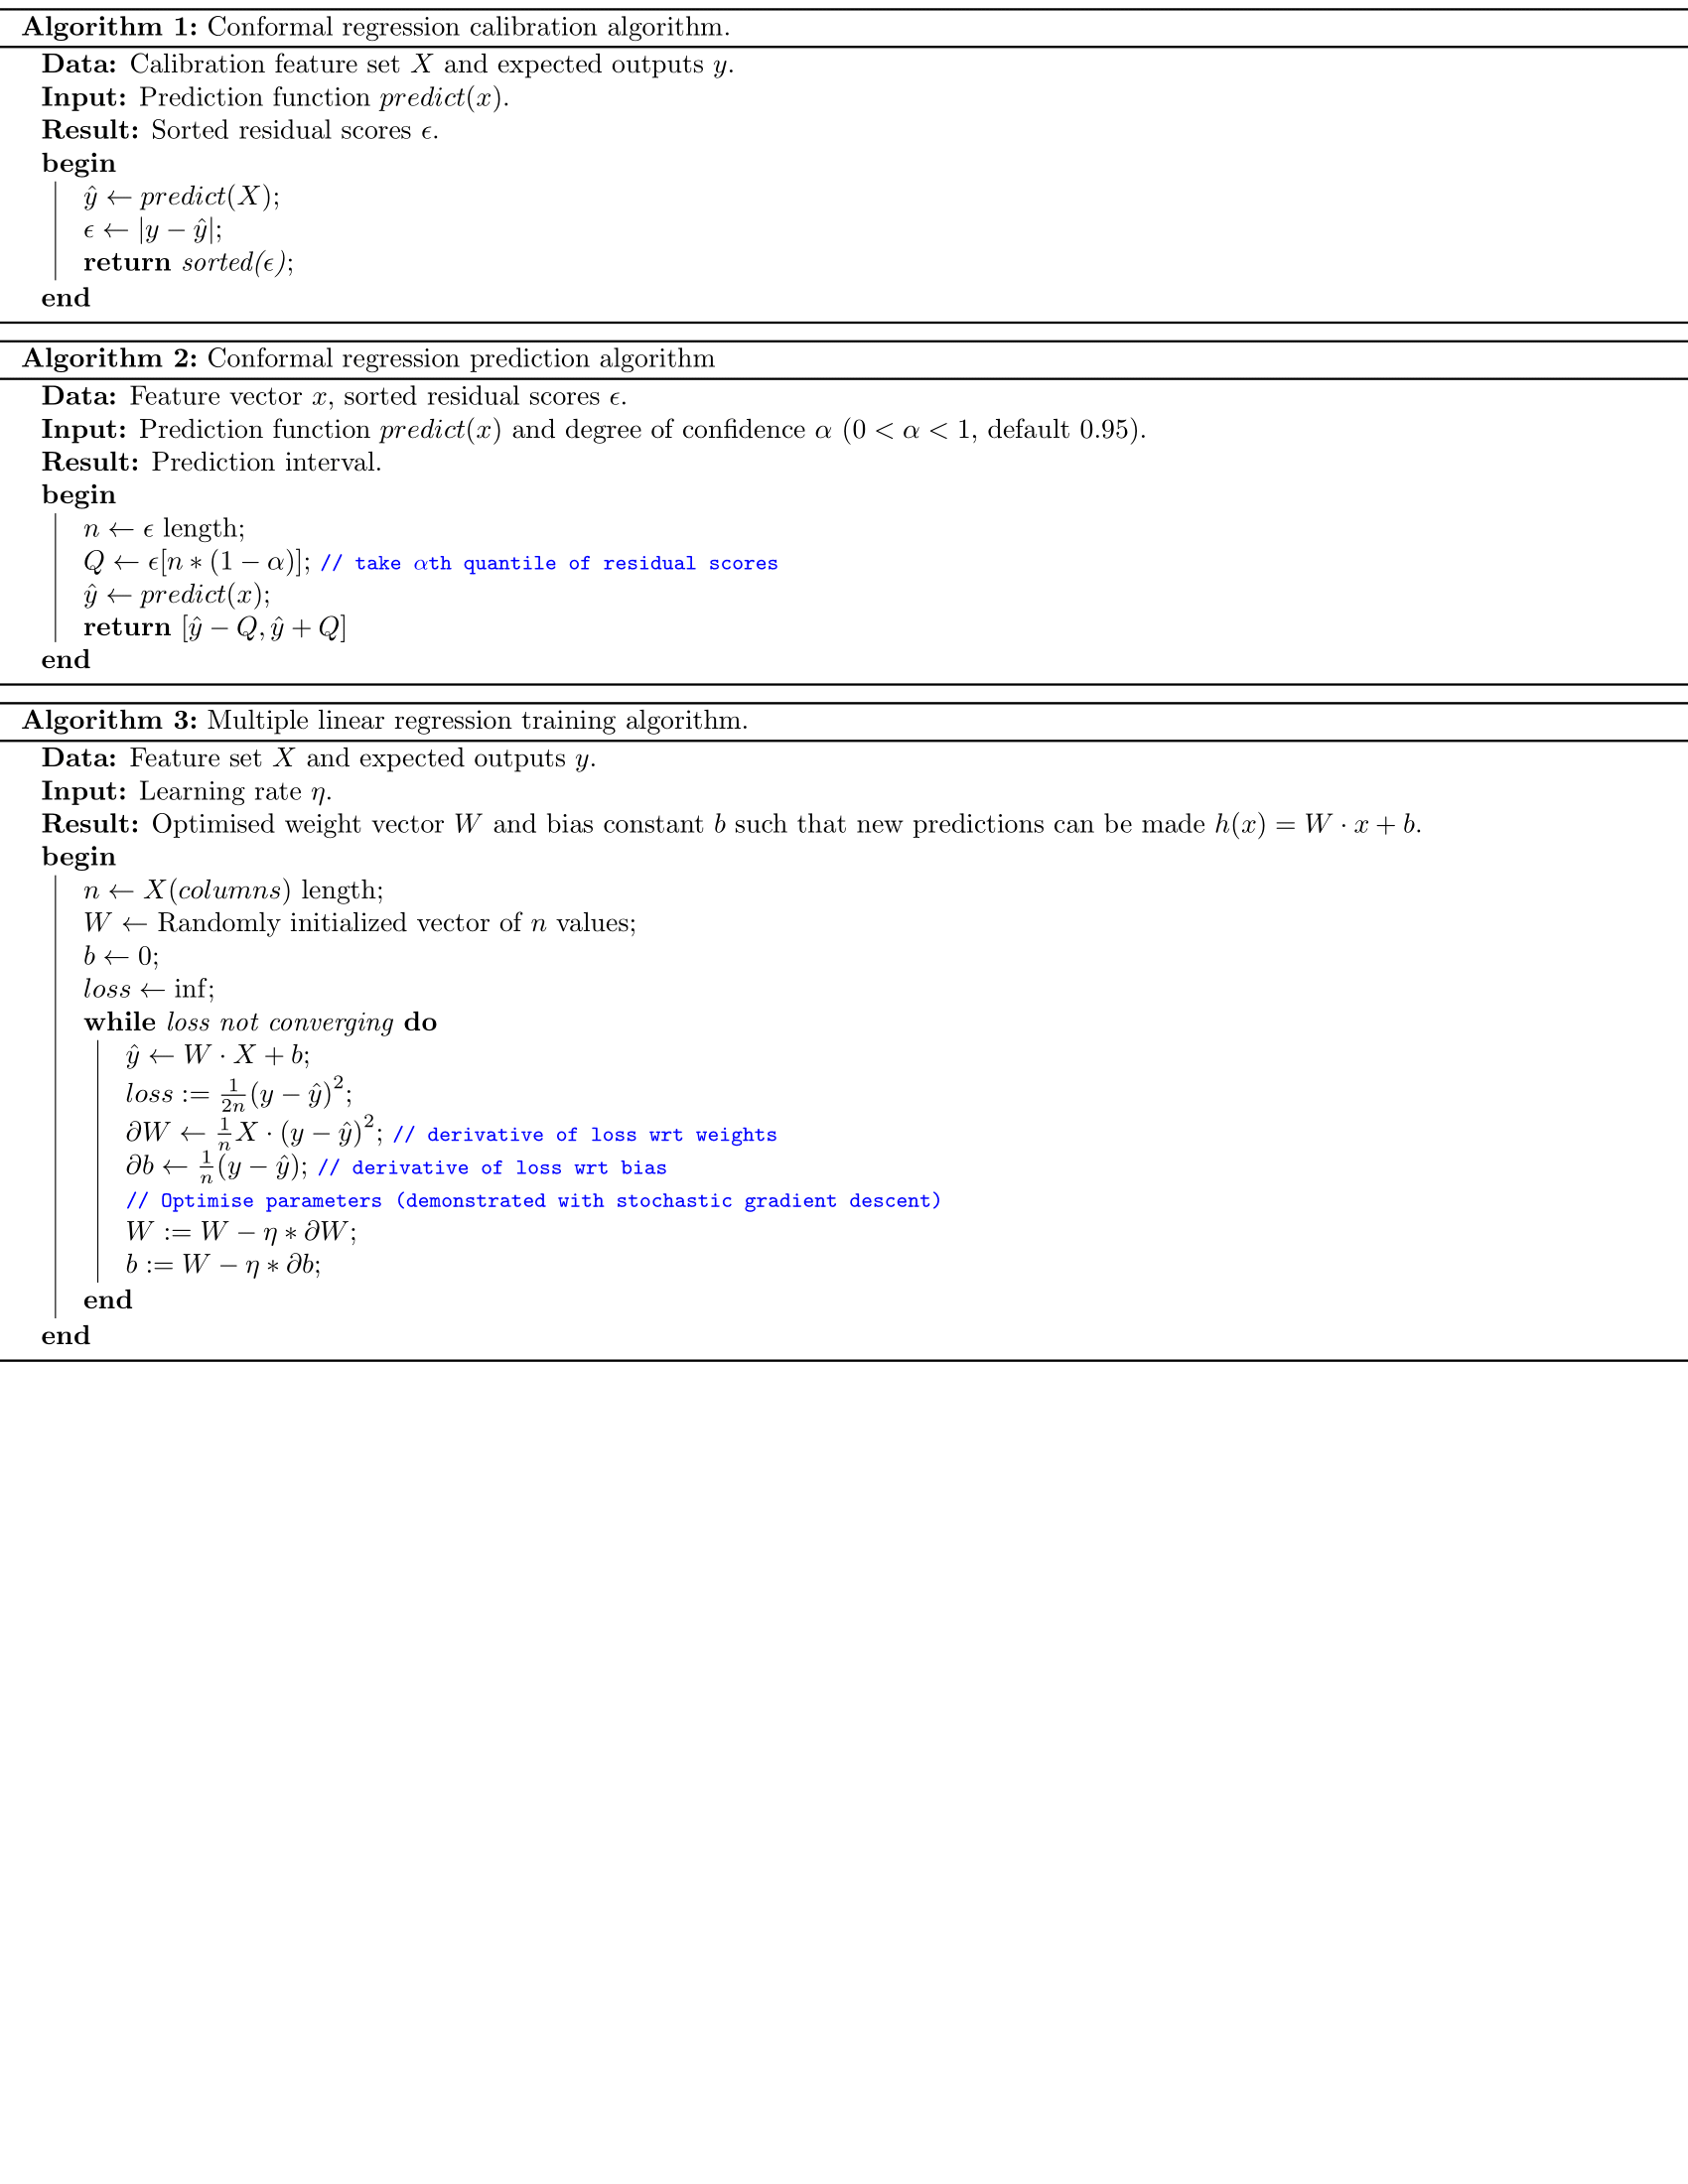 Algorithm 1: Conformal regression calibration algorithm.
Data: Calibration feature set X and expected outputs y.
Input: Prediction function predict(x).
Result: Sorted residual scores ϵ.
begin
ŷ ← predict(X);
ϵ ← |y − ŷ|;
return sorted(ϵ);
end
Algorithm 2: Conformal regression prediction algorithm
Data: Feature vector x, sorted residual scores ϵ.
Input: Prediction function predict(x) and degree of confidence α (0 < α < 1, default 0.95).
Result: Prediction interval.
begin
n ← ϵ length;
Q ← ϵ[n ∗ (1 − α)]; // take αth quantile of residual scores
ŷ ← predict(x);
return [ŷ − Q, ŷ + Q]
end
Algorithm 3: Multiple linear regression training algorithm.
Data: Feature set X and expected outputs y.
Input: Learning rate η.
Result: Optimised weight vector W and bias constant b such that new predictions can be made h(x) = W · x + b.
begin
n ← X(columns) length;
W ← Randomly initialized vector of n values;
b ← 0;
loss ← inf;
while loss not converging do
ŷ ← W · X + b;
loss := 1/2n (y − ŷ)²;
∂W ← 1/n X · (y − ŷ)²; // derivative of loss wrt weights
∂b ← 1/n (y − ŷ); // derivative of loss wrt bias
// Optimise parameters (demonstrated with stochastic gradient descent)
W := W − η ∗ ∂W;
b := W − η ∗ ∂b;
end
end